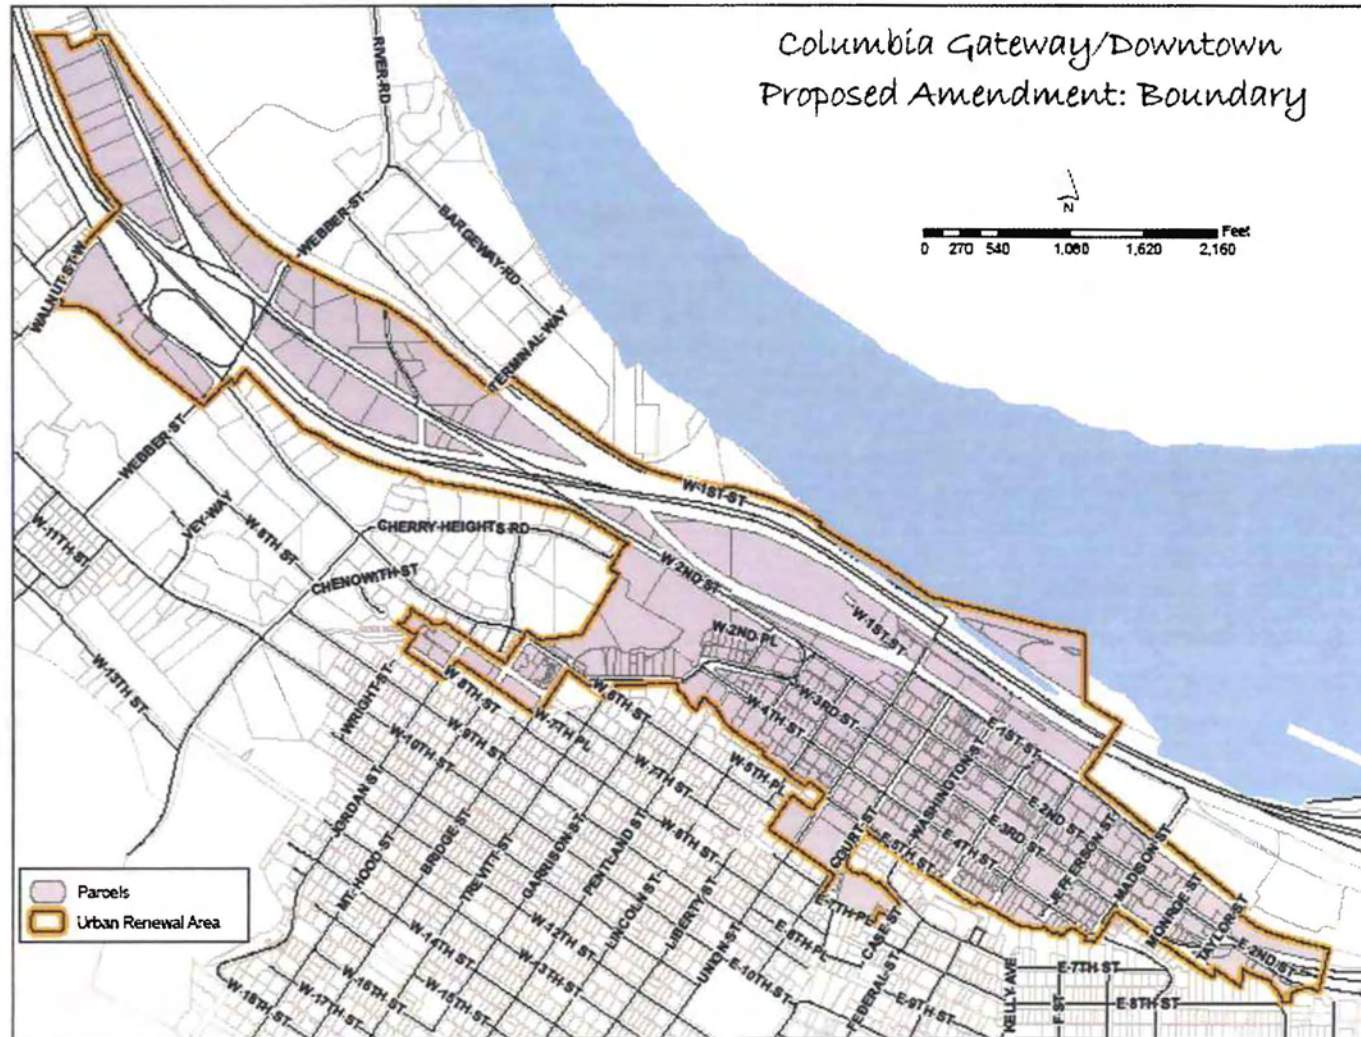 Columbia Gateway/Downtown
Proposed Amendment: Boundary
N
Feet
0 270 540 1,080 1,620 2,160
RIVER-RD
WEBBER-ST
BARGEWAY-RD
TERMINAL-WAY
WALNUT-ST-W
WEBBER-ST
VEY-WAY
W-8TH ST
W-11TH-ST
CHERRY-HEIGHTS-RD
CHENOWITH-ST
W-13TH ST
W-1ST-ST
W 2ND ST
W-2ND-PL
W-1ST-ST
W-3RD-ST
W-4TH ST
W-6TH-ST
W-8TH-ST
W-7TH PL
W-5TH-PL
W-7TH-ST
W-8TH-ST
W-9TH-ST
W-10TH-ST
WRIGHT-ST
JORDAN ST
MT.-HOOD ST
BRIDGE-ST
TREVITT-ST
GARRISON-ST
PENTLAND ST
LINCOLN-ST
LIBERTY-ST
UNION-ST
COURT-ST
WASHINGTON-ST
E-1ST-ST
E-2ND ST
E-3RD ST
E-4TH-ST
E-5TH ST
JEFFERSON-ST
MADISON-ST
MONROE ST
TAYLOR-ST
E-2ND ST
E-7TH-PL
CASE-ST
E-8TH-PL
FEDERAL-ST
E-10TH-ST
E-9TH-ST
KELLY AVE
F-ST
E-7TH ST
E 8TH ST
W-12TH ST
W-13TH ST
W-14TH ST
W-15TH ST
W-16TH ST
W-17TH ST
W-18TH ST
Parcels
Urban Renewal Area